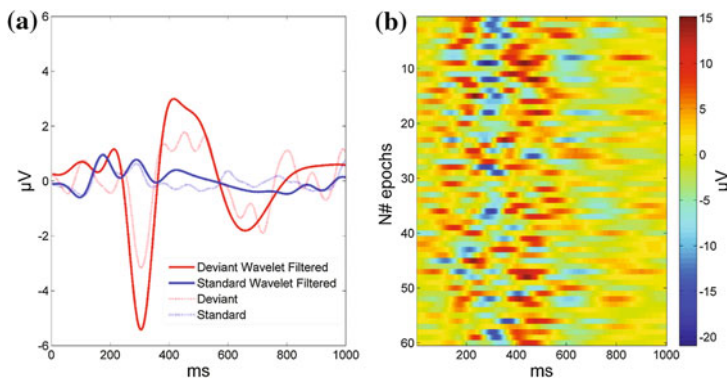 (a)
6
4
2
0
-2
-4
-6
μV
0 200 400 600 800 1000
ms
Deviant Wavelet Filtered
Standard Wavelet Filtered
Deviant
Standard
(b)
10
20
30
40
50
60
N# epochs
200 400 600 800 1000
ms
15
10
5
0
-5
-10
-15
-20
μV